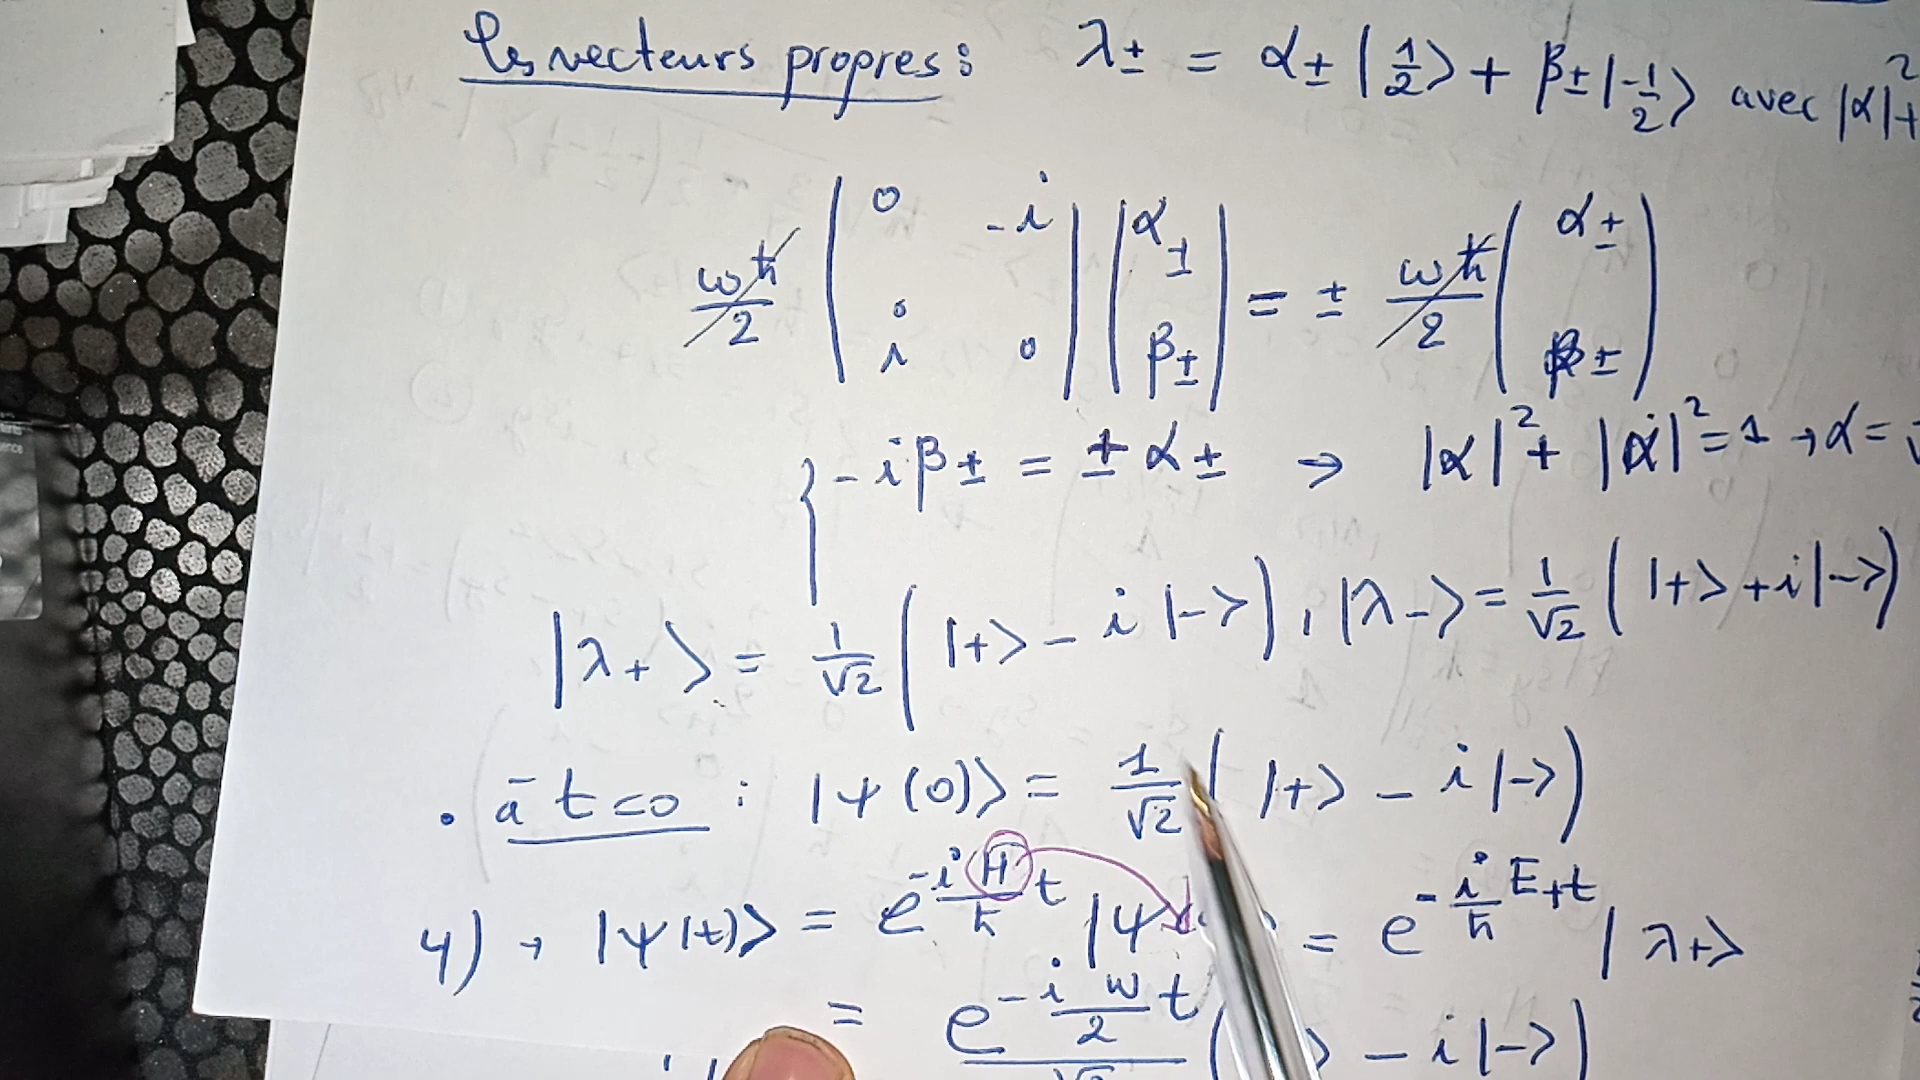 les vecteurs propres : λ± = α± |1/2⟩ + β± |-1/2⟩ avec |α|²+
ωħ/2 | 0 -i ; i 0 | | α± ; β± | = ± ωħ/2 ( α± ; β± )
{ -iβ± = ± α± → |α|² + |α|² = 1 → α = √
|λ+⟩ = 1/√2 ( |+⟩ - i |-⟩ ) , |λ-⟩ = 1/√2 ( |+⟩ + i |-⟩ )
. à t=0 : |ψ(0)⟩ = 1/√2 ( |+⟩ - i |-⟩ )
4) → |ψ(t)⟩ = e^{-i H/ħ t} |ψ ⟩ = e^{-i/ħ E+t} | λ+⟩
= e^{-i ω/2 t}/√2 ( ⟩ - i |-⟩ )